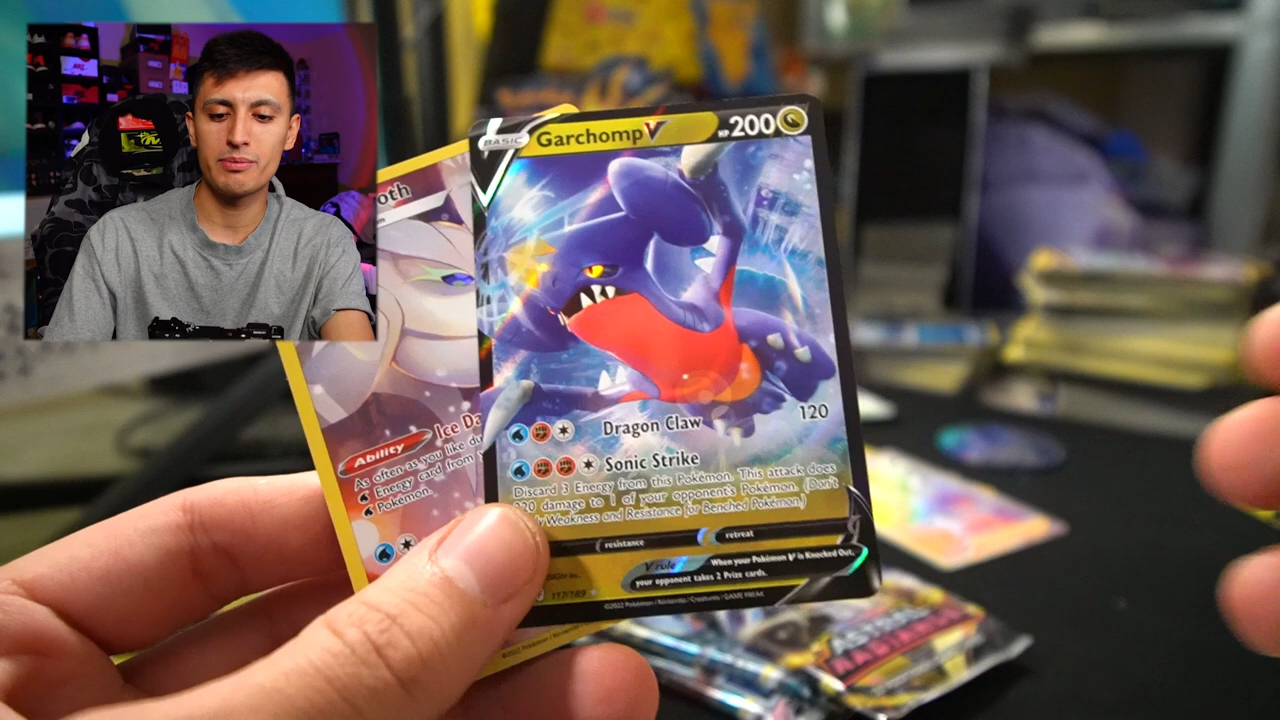 BASIC Garchomp V HP 200
oth
Dragon Claw 120
Sonic Strike
Discard 3 Energy from this Pokémon. This attack does
220 damage to 1 of your opponent's Pokémon. (Don't
Weakness and Resistance for Benched Pokémon.)
resistance retreat
V rule When your Pokémon V is Knocked Out,
your opponent takes 2 Prize cards.
117/189
©2022 Pokémon / Nintendo / Creatures / GAME FREAK
Ability Ice Da
As often as you like du
Energy card from
Pokémon.
©2022 Pokémon
ASTRAL
RADIANCE